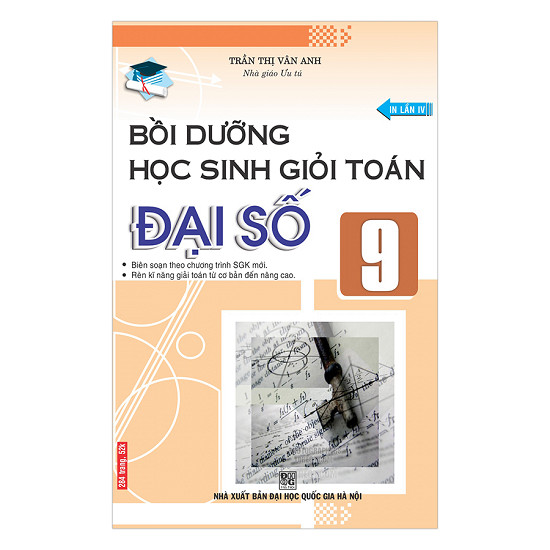 TRẦN THỊ VÂN ANH
Nhà giáo Ưu tú
IN LẦN IV
BỒI DƯỠNG
HỌC SINH GIỎI TOÁN
ĐẠI SỐ
9
• Biên soạn theo chương trình SGK mới.
• Rèn kĩ năng giải toán từ cơ bản đến nâng cao.
284 trang. 52k
NHÀ XUẤT BẢN ĐẠI HỌC QUỐC GIA HÀ NỘI